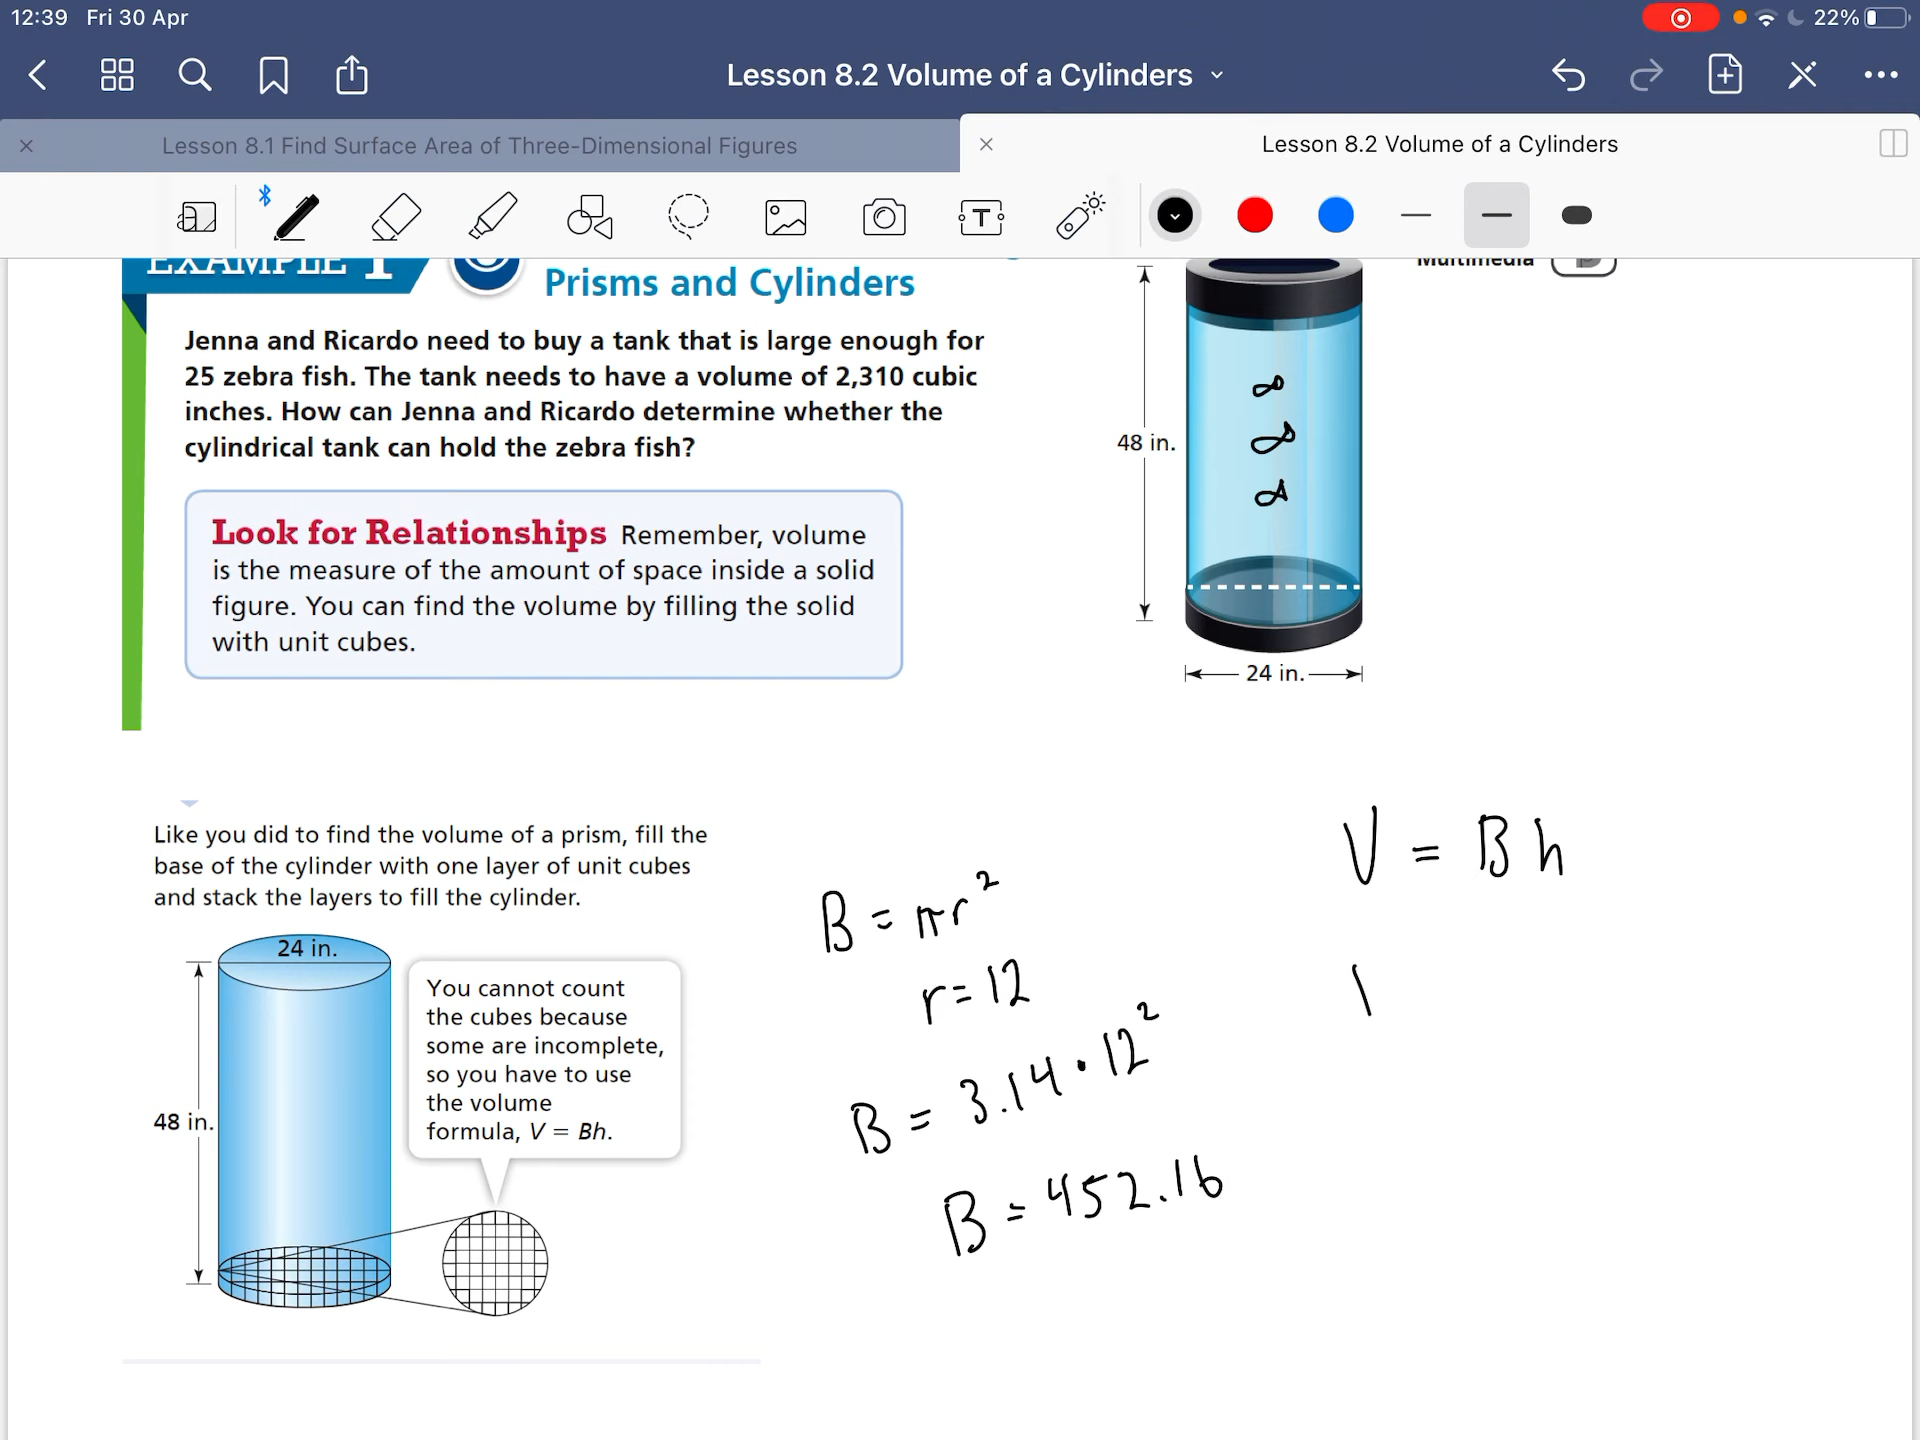 12:39 Fri 30 Apr
22%
Lesson 8.2 Volume of a Cylinders
Lesson 8.1 Find Surface Area of Three-Dimensional Figures
Lesson 8.2 Volume of a Cylinders
EXAMPLE 1
Prisms and Cylinders
Multimedia
Jenna and Ricardo need to buy a tank that is large enough for
25 zebra fish. The tank needs to have a volume of 2,310 cubic
inches. How can Jenna and Ricardo determine whether the
cylindrical tank can hold the zebra fish?
48 in.
24 in.
Look for Relationships Remember, volume
is the measure of the amount of space inside a solid
figure. You can find the volume by filling the solid
with unit cubes.
Like you did to find the volume of a prism, fill the
base of the cylinder with one layer of unit cubes
and stack the layers to fill the cylinder.
24 in.
48 in.
You cannot count
the cubes because
some are incomplete,
so you have to use
the volume
formula, V = Bh.
B = πr²
r = 12
B = 3.14 · 12²
B = 452.16
V = Bh